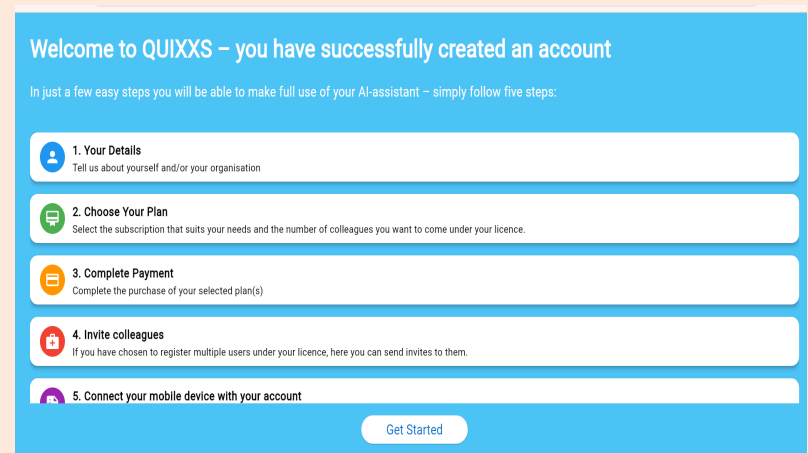 Welcome to QUIXXS – you have successfully created an account
In just a few easy steps you will be able to make full use of your AI-assistant – simply follow five steps:
1. Your Details
Tell us about yourself and/or your organisation
2. Choose Your Plan
Select the subscription that suits your needs and the number of colleagues you want to come under your licence.
3. Complete Payment
Complete the purchase of your selected plan(s)
4. Invite colleagues
If you have chosen to register multiple users under your licence, here you can send invites to them.
5. Connect your mobile device with your account
Get Started